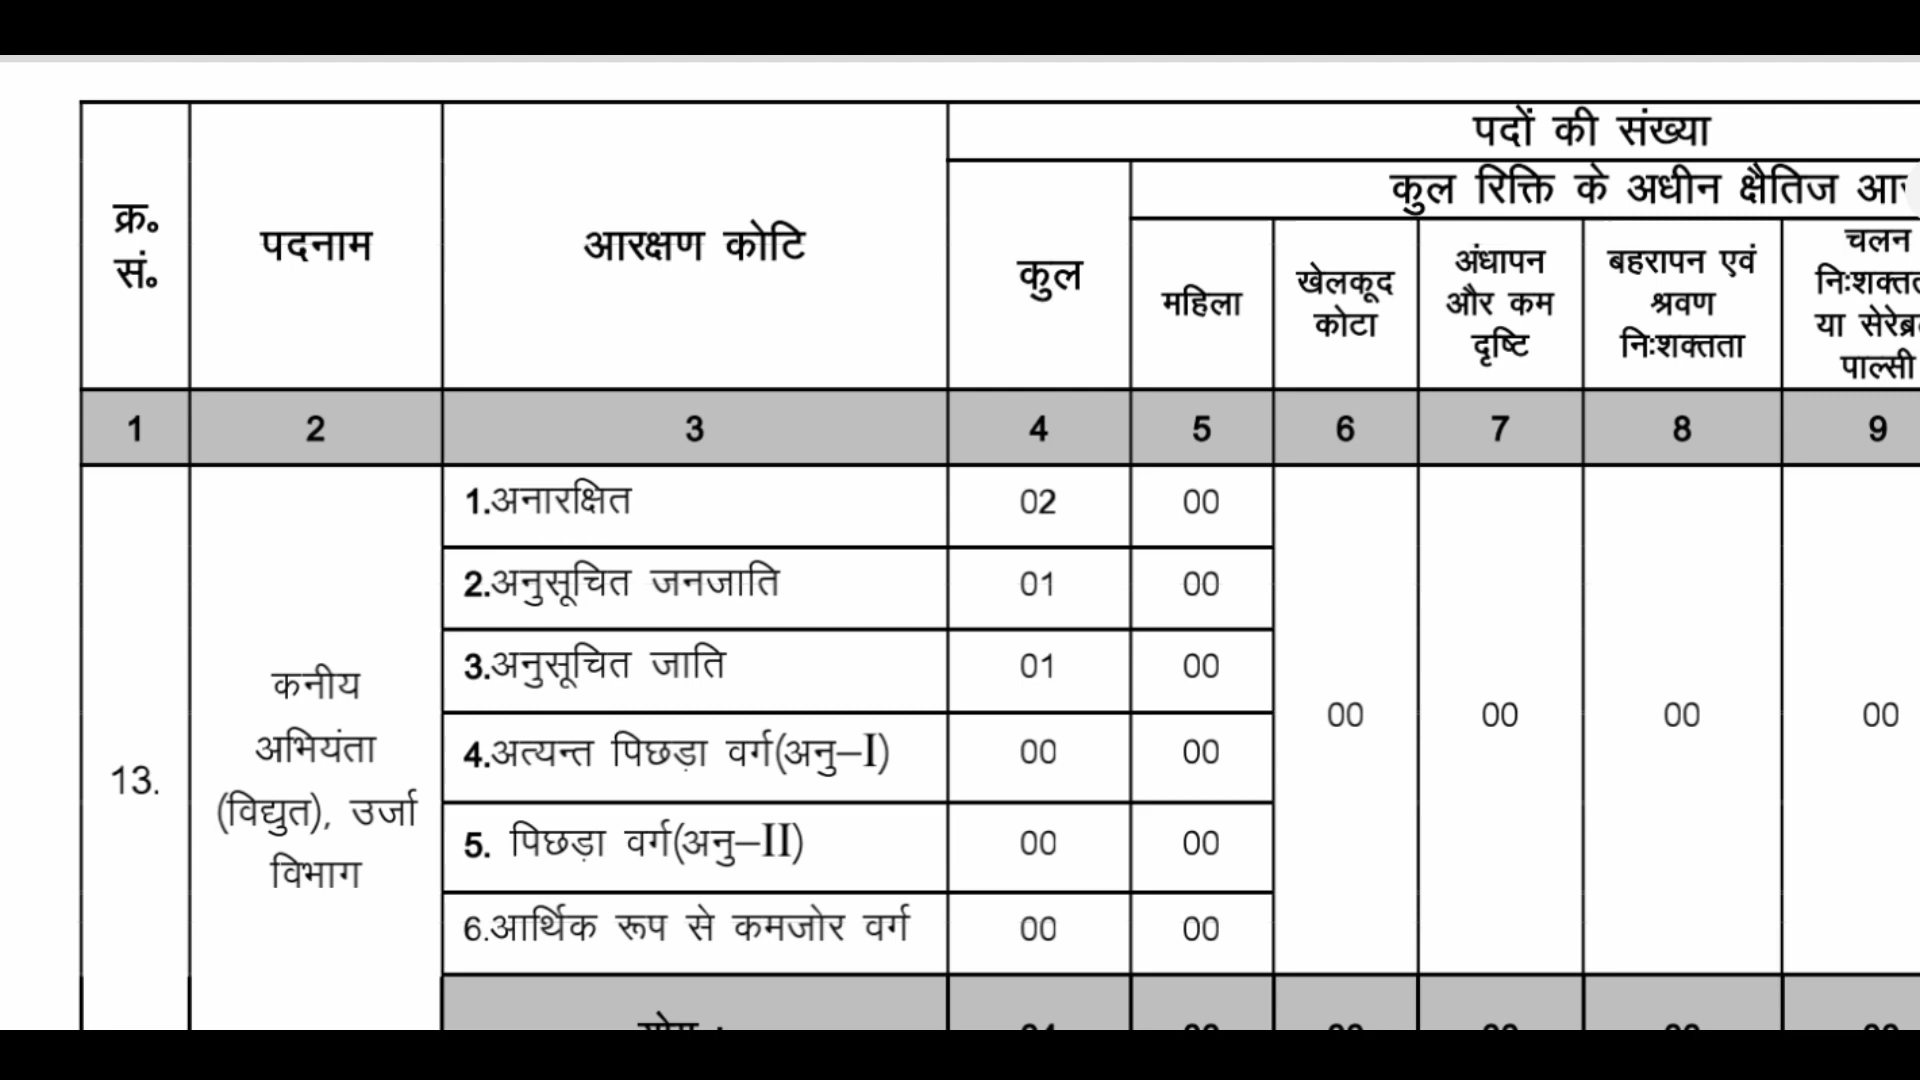 पदों की संख्या
कुल रिक्ति के अधीन क्षैतिज
क्र॰ सं॰
पदनाम
आरक्षण कोटि
कुल
महिला
खेलकूद कोटा
अंधापन और कम दृष्टि
बहरापन एवं श्रवण निःशक्तता
चलन
या
पाल्सी
1 2 3 4 5 6 7 8 9
13.
कनीय
अभियंता
(विद्युत), उर्जा
विभाग
1.अनारक्षित 02 00
2.अनुसूचित जनजाति 01 00
3.अनुसूचित जाति 01 00
4.अत्यन्त पिछड़ा वर्ग(अनु–I) 00 00
5. पिछड़ा वर्ग(अनु–II) 00 00
6.आर्थिक रूप से कमजोर वर्ग 00 00
00 00 00 00